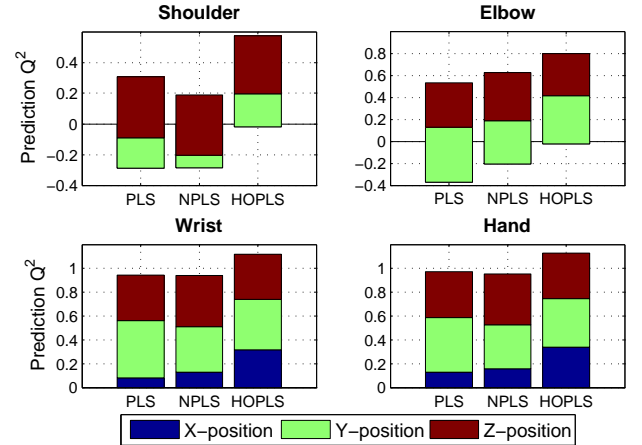 Shoulder
Elbow
Prediction Q²
0.4
0.2
0
−0.2
−0.4
PLS NPLS HOPLS
0.8
0.6
0.4
0.2
0
−0.2
−0.4
PLS NPLS HOPLS
Wrist
Hand
Prediction Q²
1
0.8
0.6
0.4
0.2
0
PLS NPLS HOPLS
1
0.8
0.6
0.4
0.2
0
PLS NPLS HOPLS
X−position Y−position Z−position